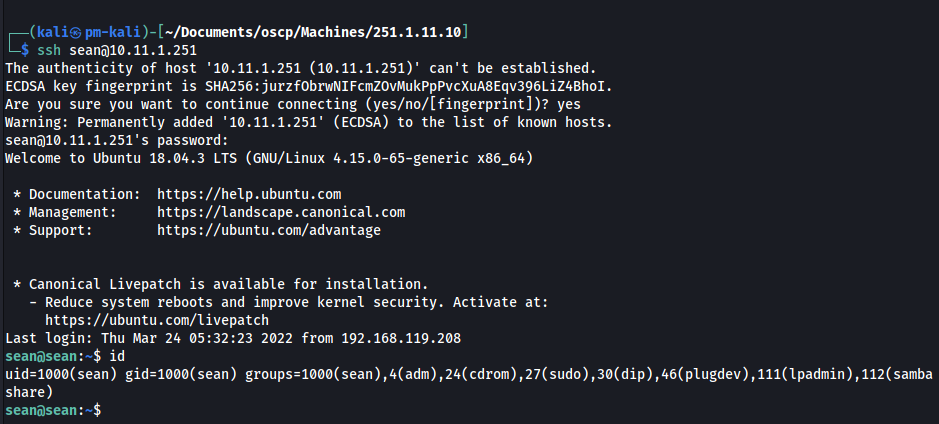 ┌──(kali㉿pm-kali)-[~/Documents/oscp/Machines/251.1.11.10]
└─$ ssh sean@10.11.1.251
The authenticity of host '10.11.1.251 (10.11.1.251)' can't be established.
ECDSA key fingerprint is SHA256:jurzfObrwNIFcmZOvMukPpPvcXuA8Eqv396LiZ4BhoI.
Are you sure you want to continue connecting (yes/no/[fingerprint])? yes
Warning: Permanently added '10.11.1.251' (ECDSA) to the list of known hosts.
sean@10.11.1.251's password:
Welcome to Ubuntu 18.04.3 LTS (GNU/Linux 4.15.0-65-generic x86_64)
* Documentation:  https://help.ubuntu.com
* Management:     https://landscape.canonical.com
* Support:        https://ubuntu.com/advantage
* Canonical Livepatch is available for installation.
- Reduce system reboots and improve kernel security. Activate at:
https://ubuntu.com/livepatch
Last login: Thu Mar 24 05:32:23 2022 from 192.168.119.208
sean@sean:~$ id
uid=1000(sean) gid=1000(sean) groups=1000(sean),4(adm),24(cdrom),27(sudo),30(dip),46(plugdev),111(lpadmin),112(samba
share)
sean@sean:~$